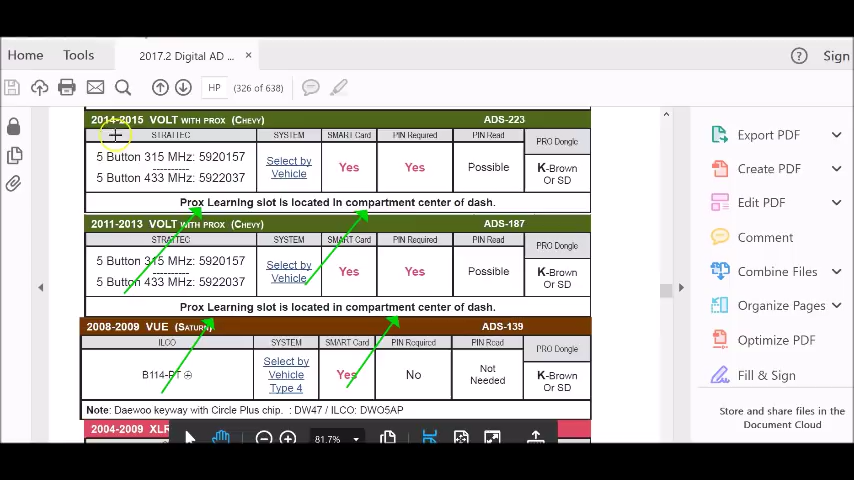 Home Tools 2017.2 Digital AD ... × ? Sign
HP (326 of 638)
2014-2015 VOLT WITH PROX (CHEVY) ADS-223
STRATTEC SYSTEM SMART Card PIN Required PIN Read PRO Dongle
5 Button 315 MHz: 5920157
5 Button 433 MHz: 5922037
Select by
Vehicle
Yes Yes Possible
K-Brown
Or SD
Prox Learning slot is located in compartment center of dash.
2011-2013 VOLT WITH PROX (CHEVY) ADS-187
STRATTEC SYSTEM SMART Card PIN Required PIN Read PRO Dongle
5 Button 315 MHz: 5920157
5 Button 433 MHz: 5922037
Select by
Vehicle
Yes Yes Possible
K-Brown
Or SD
Prox Learning slot is located in compartment center of dash.
2008-2009 VUE (SATURN) ADS-139
ILCO SYSTEM SMART Card PIN Required PIN Read PRO Dongle
B114-PT
Select by
Vehicle
Type 4
Yes No
Not
Needed
K-Brown
Or SD
Note: Daewoo keyway with Circle Plus chip. : DW47 / ILCO: DWO5AP
2004-2009 XLR
81.7%
Export PDF
Create PDF
Edit PDF
Comment
Combine Files
Organize Pages
Optimize PDF
Fill & Sign
Store and share files in the
Document Cloud